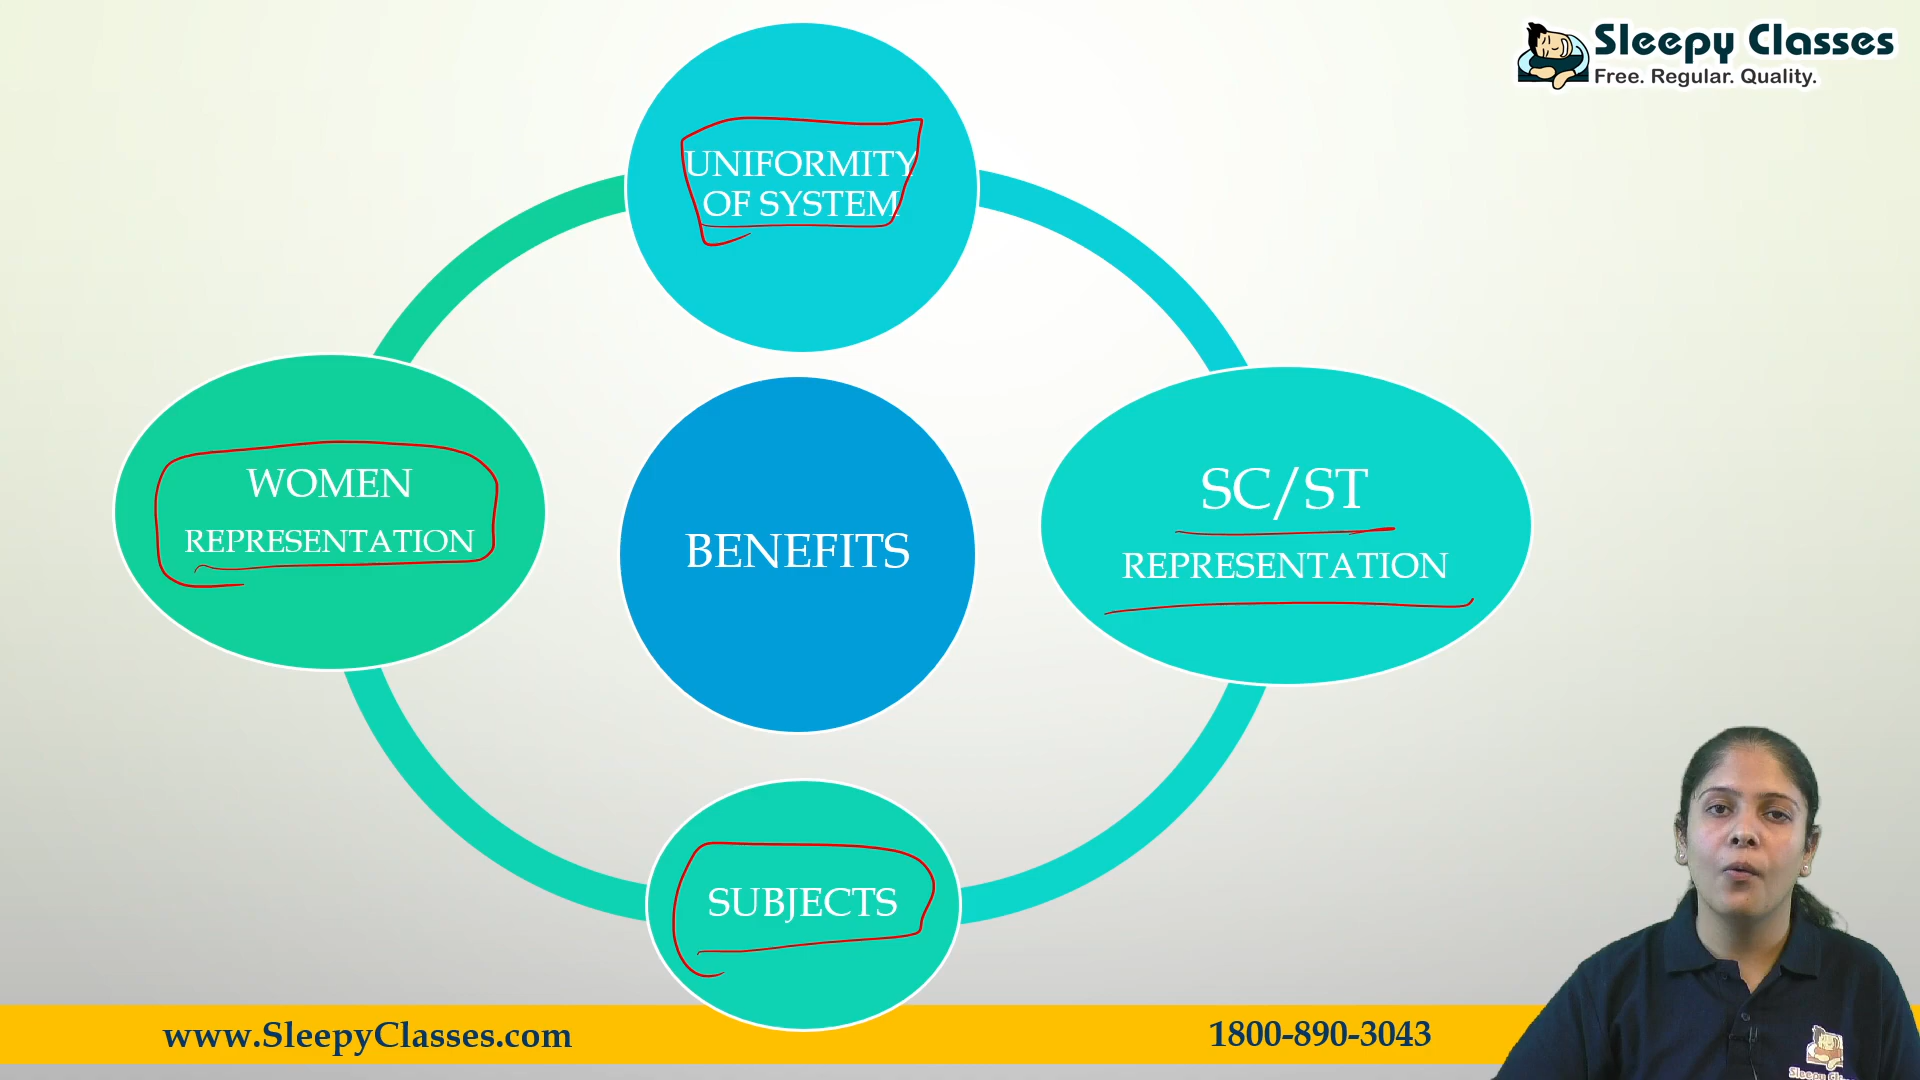 Sleepy Classes
Free. Regular. Quality.
UNIFORMITY
OF SYSTEM
WOMEN
REPRESENTATION
BENEFITS
SC/ST
REPRESENTATION
SUBJECTS
www.SleepyClasses.com
1800-890-3043